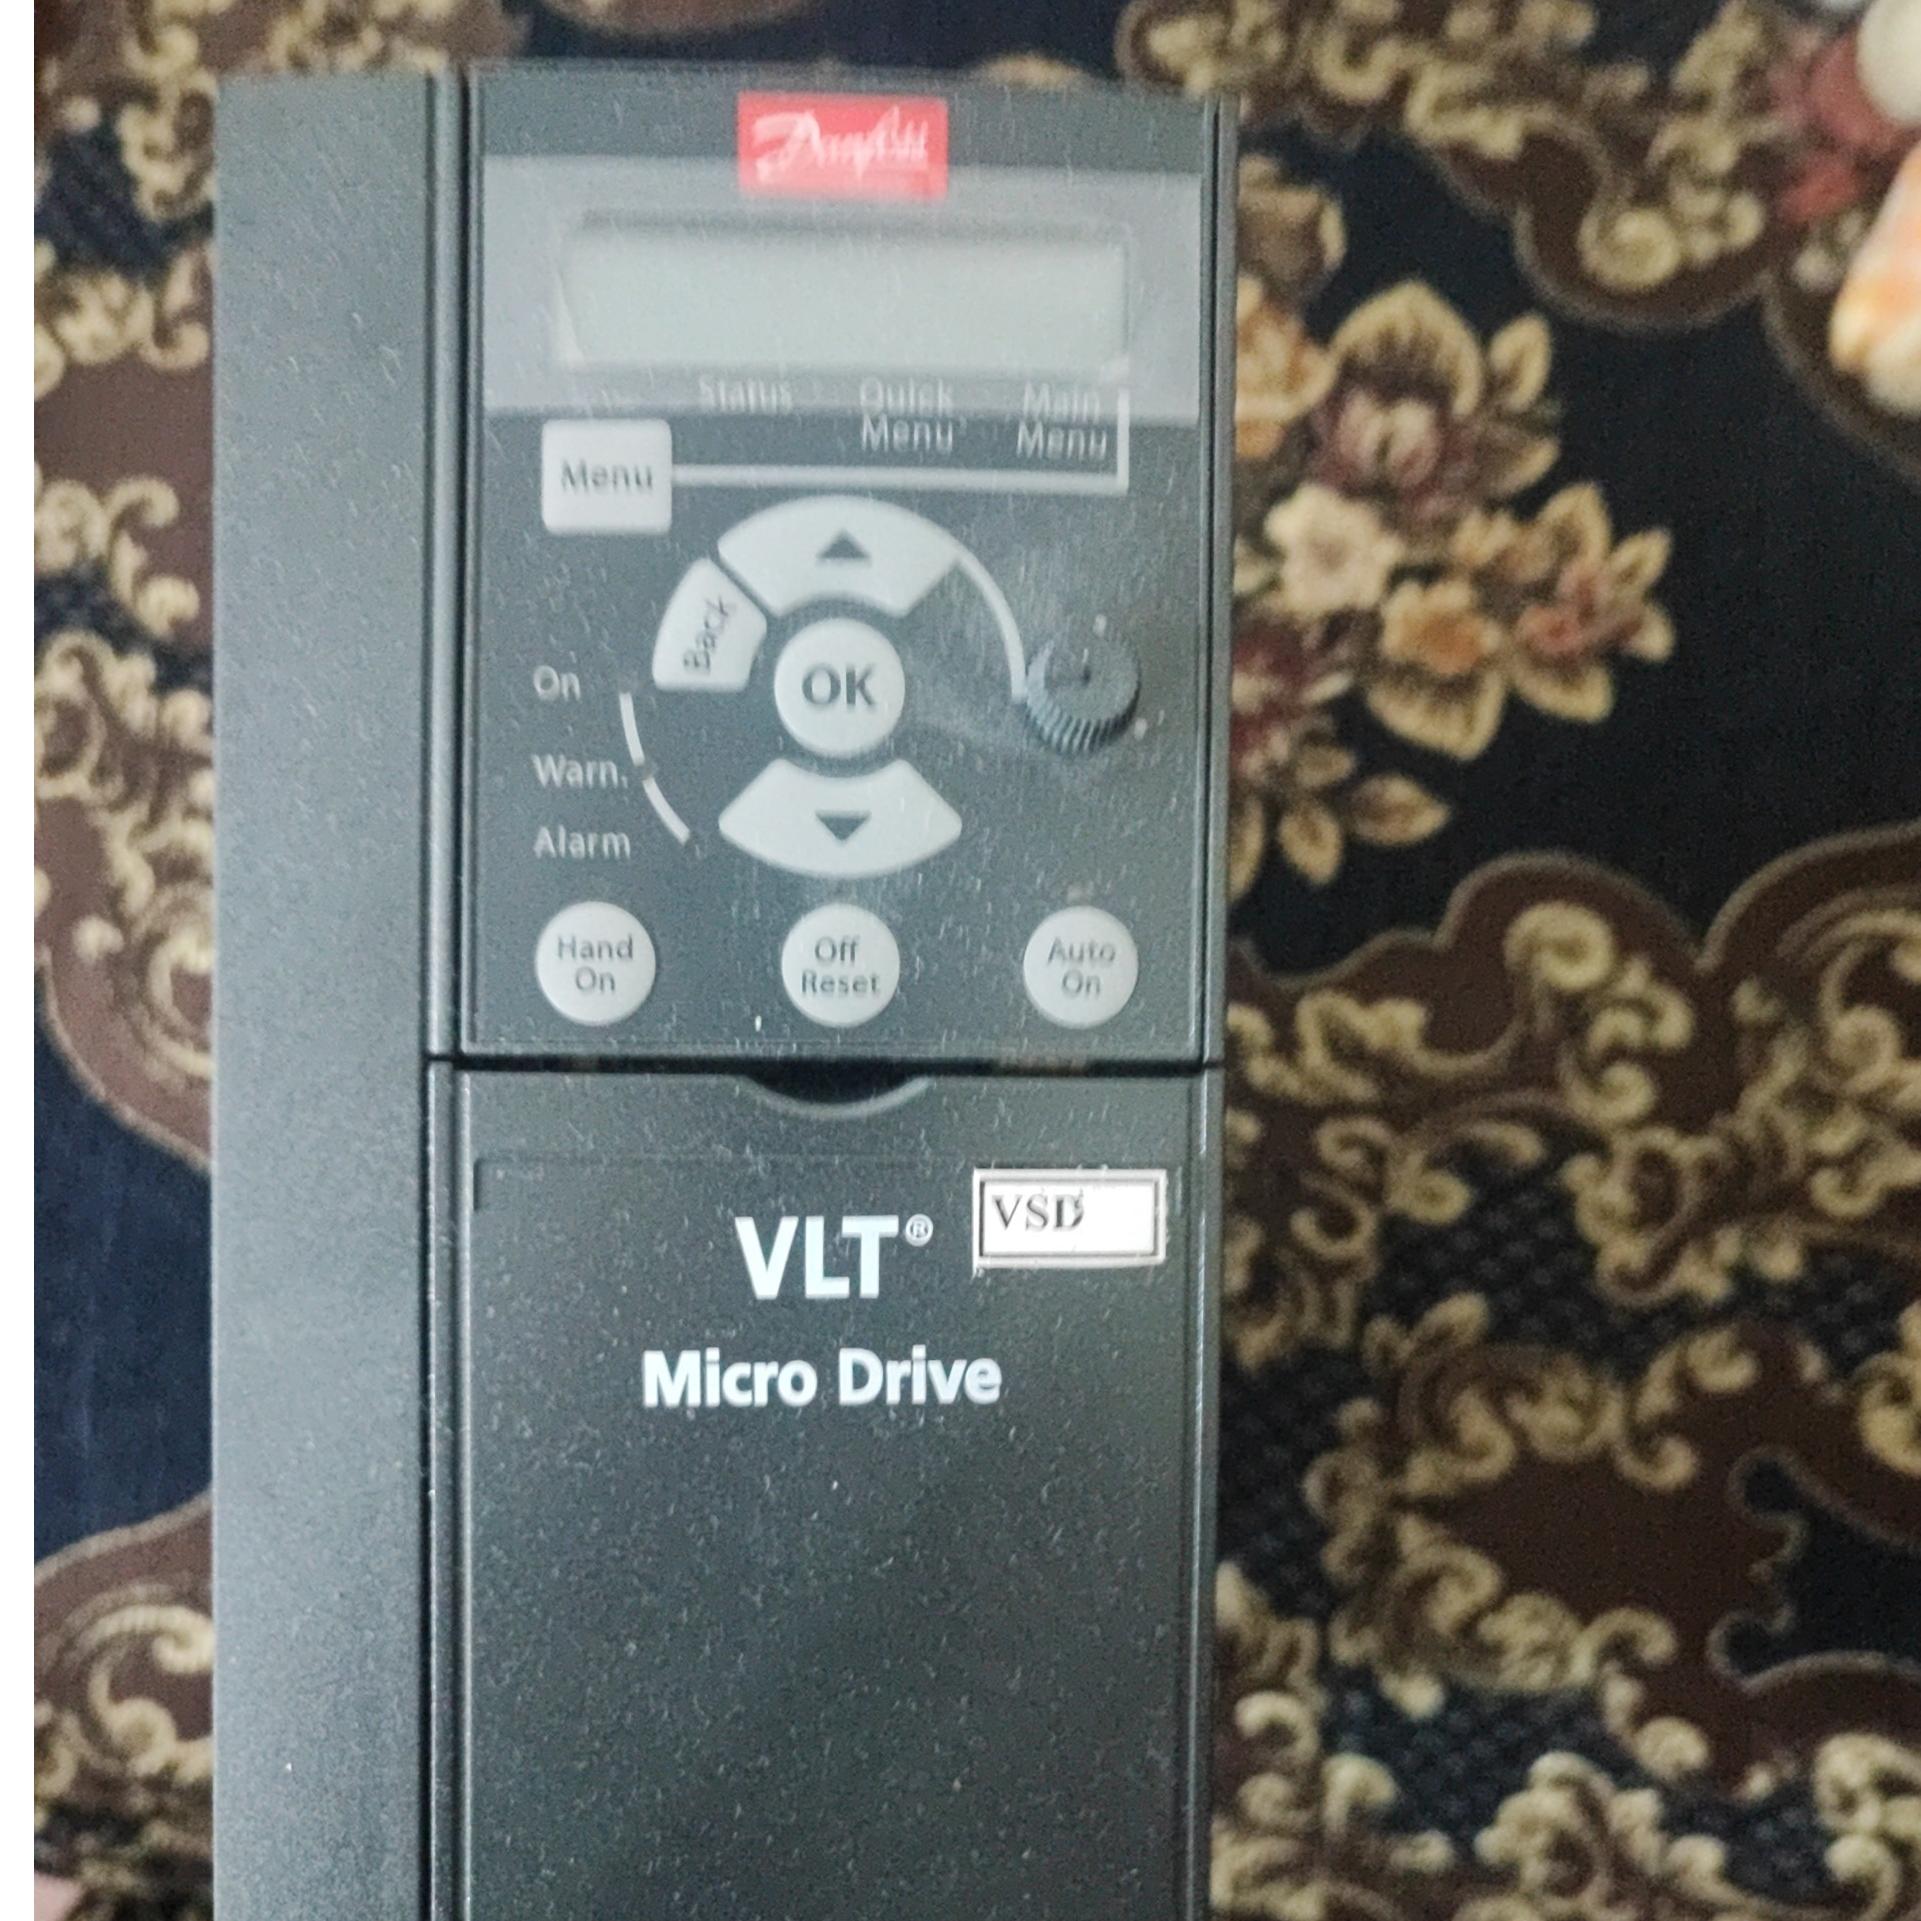 Danfoss
Status
Quick
Menu
Main
Menu
Menu
Back
OK
On
Warn.
Alarm
Hand
On
Off
Reset
Auto
On
VLT®
VSD
Micro Drive